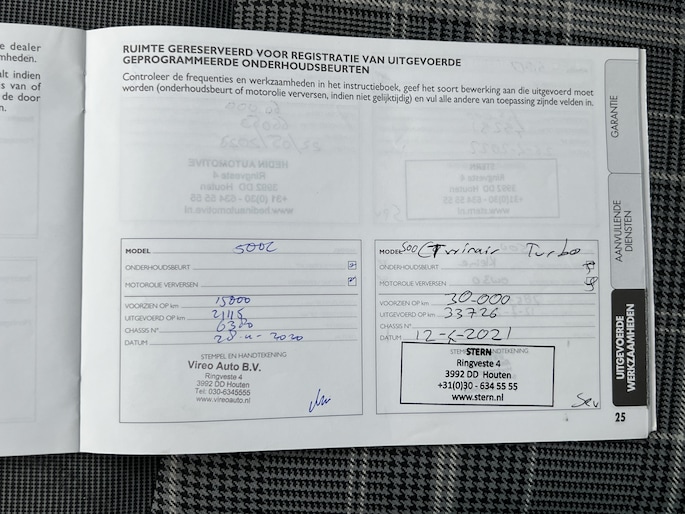 e dealer
mheden.
alt indien
s van of
de door
n.
RUIMTE GERESERVEERD VOOR REGISTRATIE VAN UITGEVOERDE
GEPROGRAMMEERDE ONDERHOUDSBEURTEN
Controleer de frequenties en werkzaamheden in het instructieboek, geef het soort bewerking aan die uitgevoerd moet
worden (onderhoudsbeurt of motorolie verversen, indien niet gelijktijdig) en vul alle andere van toepassing zijnde velden in.
MODEL 500C
ONDERHOUDSBEURT
MOTOROLIE VERVERSEN
VOORZIEN OP km 15000
UITGEVOERD OP km 21115
CHASSIS N° 6380
DATUM 2020
STEMPEL EN HANDTEKENING
Vireo Auto B.V.
Ringveste 4
3992 DD Houten
Tel: 030-6345555
www.vireoauto.nl
MODEL 500C Twinair Turbo
ONDERHOUDSBEURT
MOTOROLIE VERVERSEN
VOORZIEN OP km 30-000
UITGEVOERD OP km 33726
CHASSIS N°
DATUM 12-4-2021
STERN
Ringveste 4
3992 DD Houten
+31(0)30 - 634 55 55
www.stern.nl
GARANTIE
AANVULLENDE
DIENSTEN
UITGEVOERDE
WERKZAAMHEDEN
25